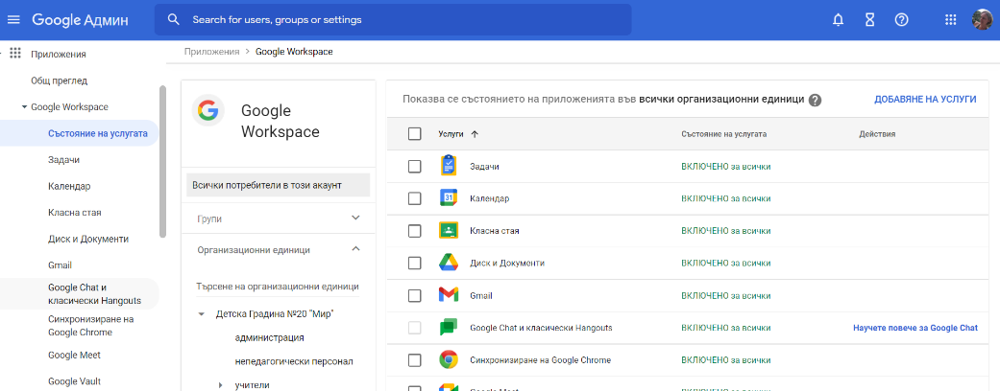 Google Админ
Search for users, groups or settings
Приложения
Общ преглед
Google Workspace
Състояние на услугата
Задачи
Календар
Класна стая
Диск и Документи
Gmail
Google Chat и
класически Hangouts
Синхронизиране на
Google Chrome
Google Meet
Google Vault
Приложения > Google Workspace
Google
Workspace
Всички потребители в този акаунт
Групи
Организационни единици
Търсене на организационни единици
Детска Градина №20 "Мир"
администрация
непедагогически персонал
учители
Показва се състоянието на приложенията във всички организационни единици
ДОБАВЯНЕ НА УСЛУГИ
Услуги Състояние на услугата Действия
Задачи ВКЛЮЧЕНО за всички
31
Календар ВКЛЮЧЕНО за всички
Класна стая ВКЛЮЧЕНО за всички
Диск и Документи ВКЛЮЧЕНО за всички
Gmail ВКЛЮЧЕНО за всички
Google Chat и класически Hangouts ВКЛЮЧЕНО за всички Научете повече за Google Chat
Синхронизиране на Google Chrome ВКЛЮЧЕНО за всички